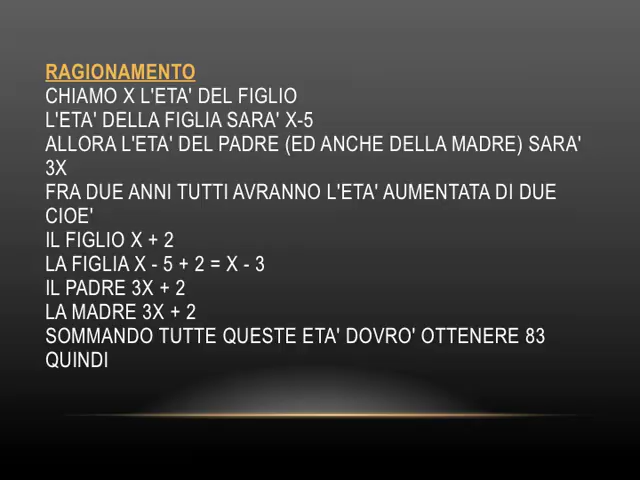 RAGIONAMENTO
CHIAMO X L'ETA' DEL FIGLIO
L'ETA' DELLA FIGLIA SARA' X-5
ALLORA L'ETA' DEL PADRE (ED ANCHE DELLA MADRE) SARA'
3X
FRA DUE ANNI TUTTI AVRANNO L'ETA' AUMENTATA DI DUE
CIOE'
IL FIGLIO X + 2
LA FIGLIA X - 5 + 2 = X - 3
IL PADRE 3X + 2
LA MADRE 3X + 2
SOMMANDO TUTTE QUESTE ETA' DOVRO' OTTENERE 83
QUINDI